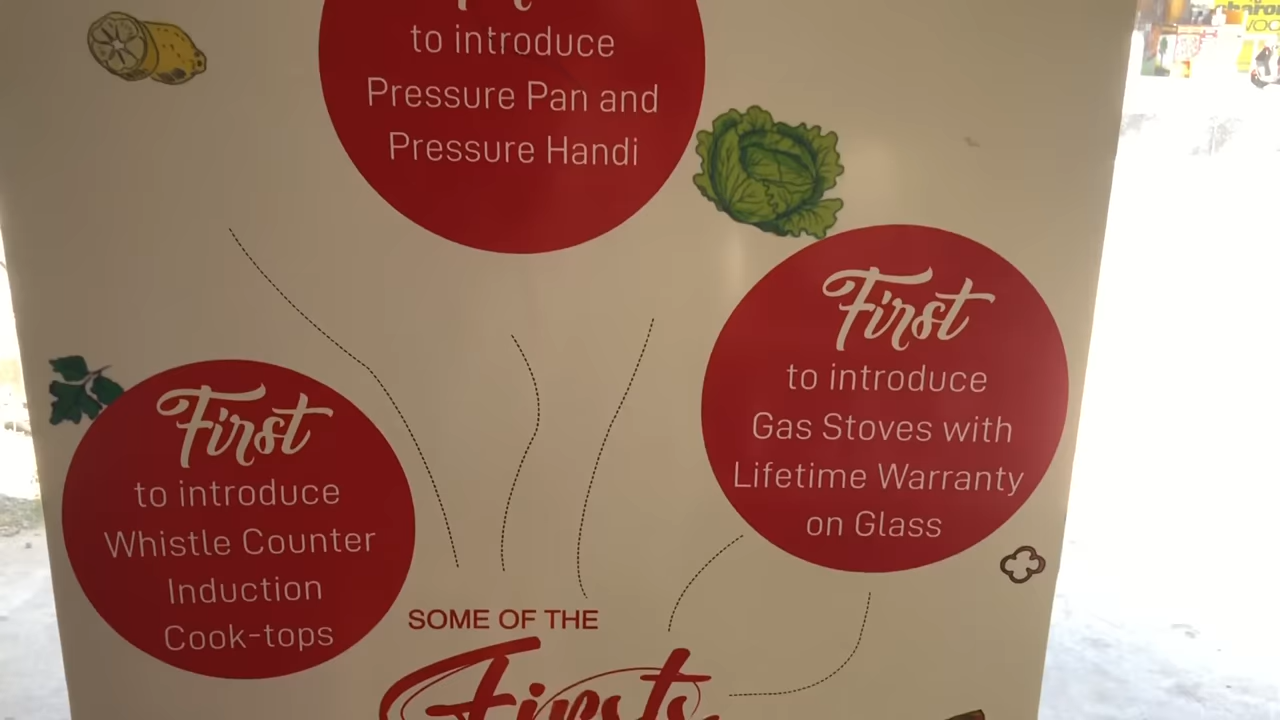 to introduce
Pressure Pan and
Pressure Handi
First
to introduce
Gas Stoves with
Lifetime Warranty
on Glass
First
to introduce
Whistle Counter
Induction
Cook-tops
SOME OF THE
Firsts